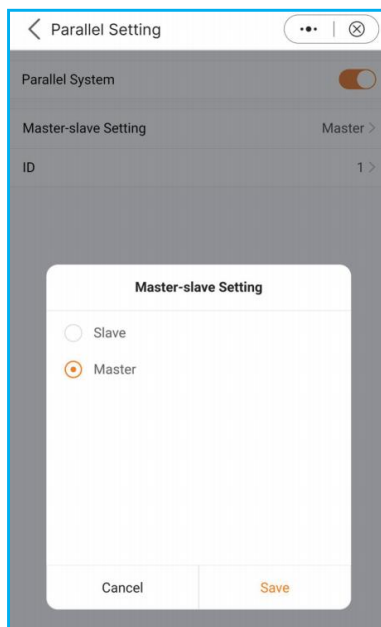 Parallel Setting
Parallel System
Master-slave Setting Master
ID 1
Master-slave Setting
Slave
Master
Cancel Save